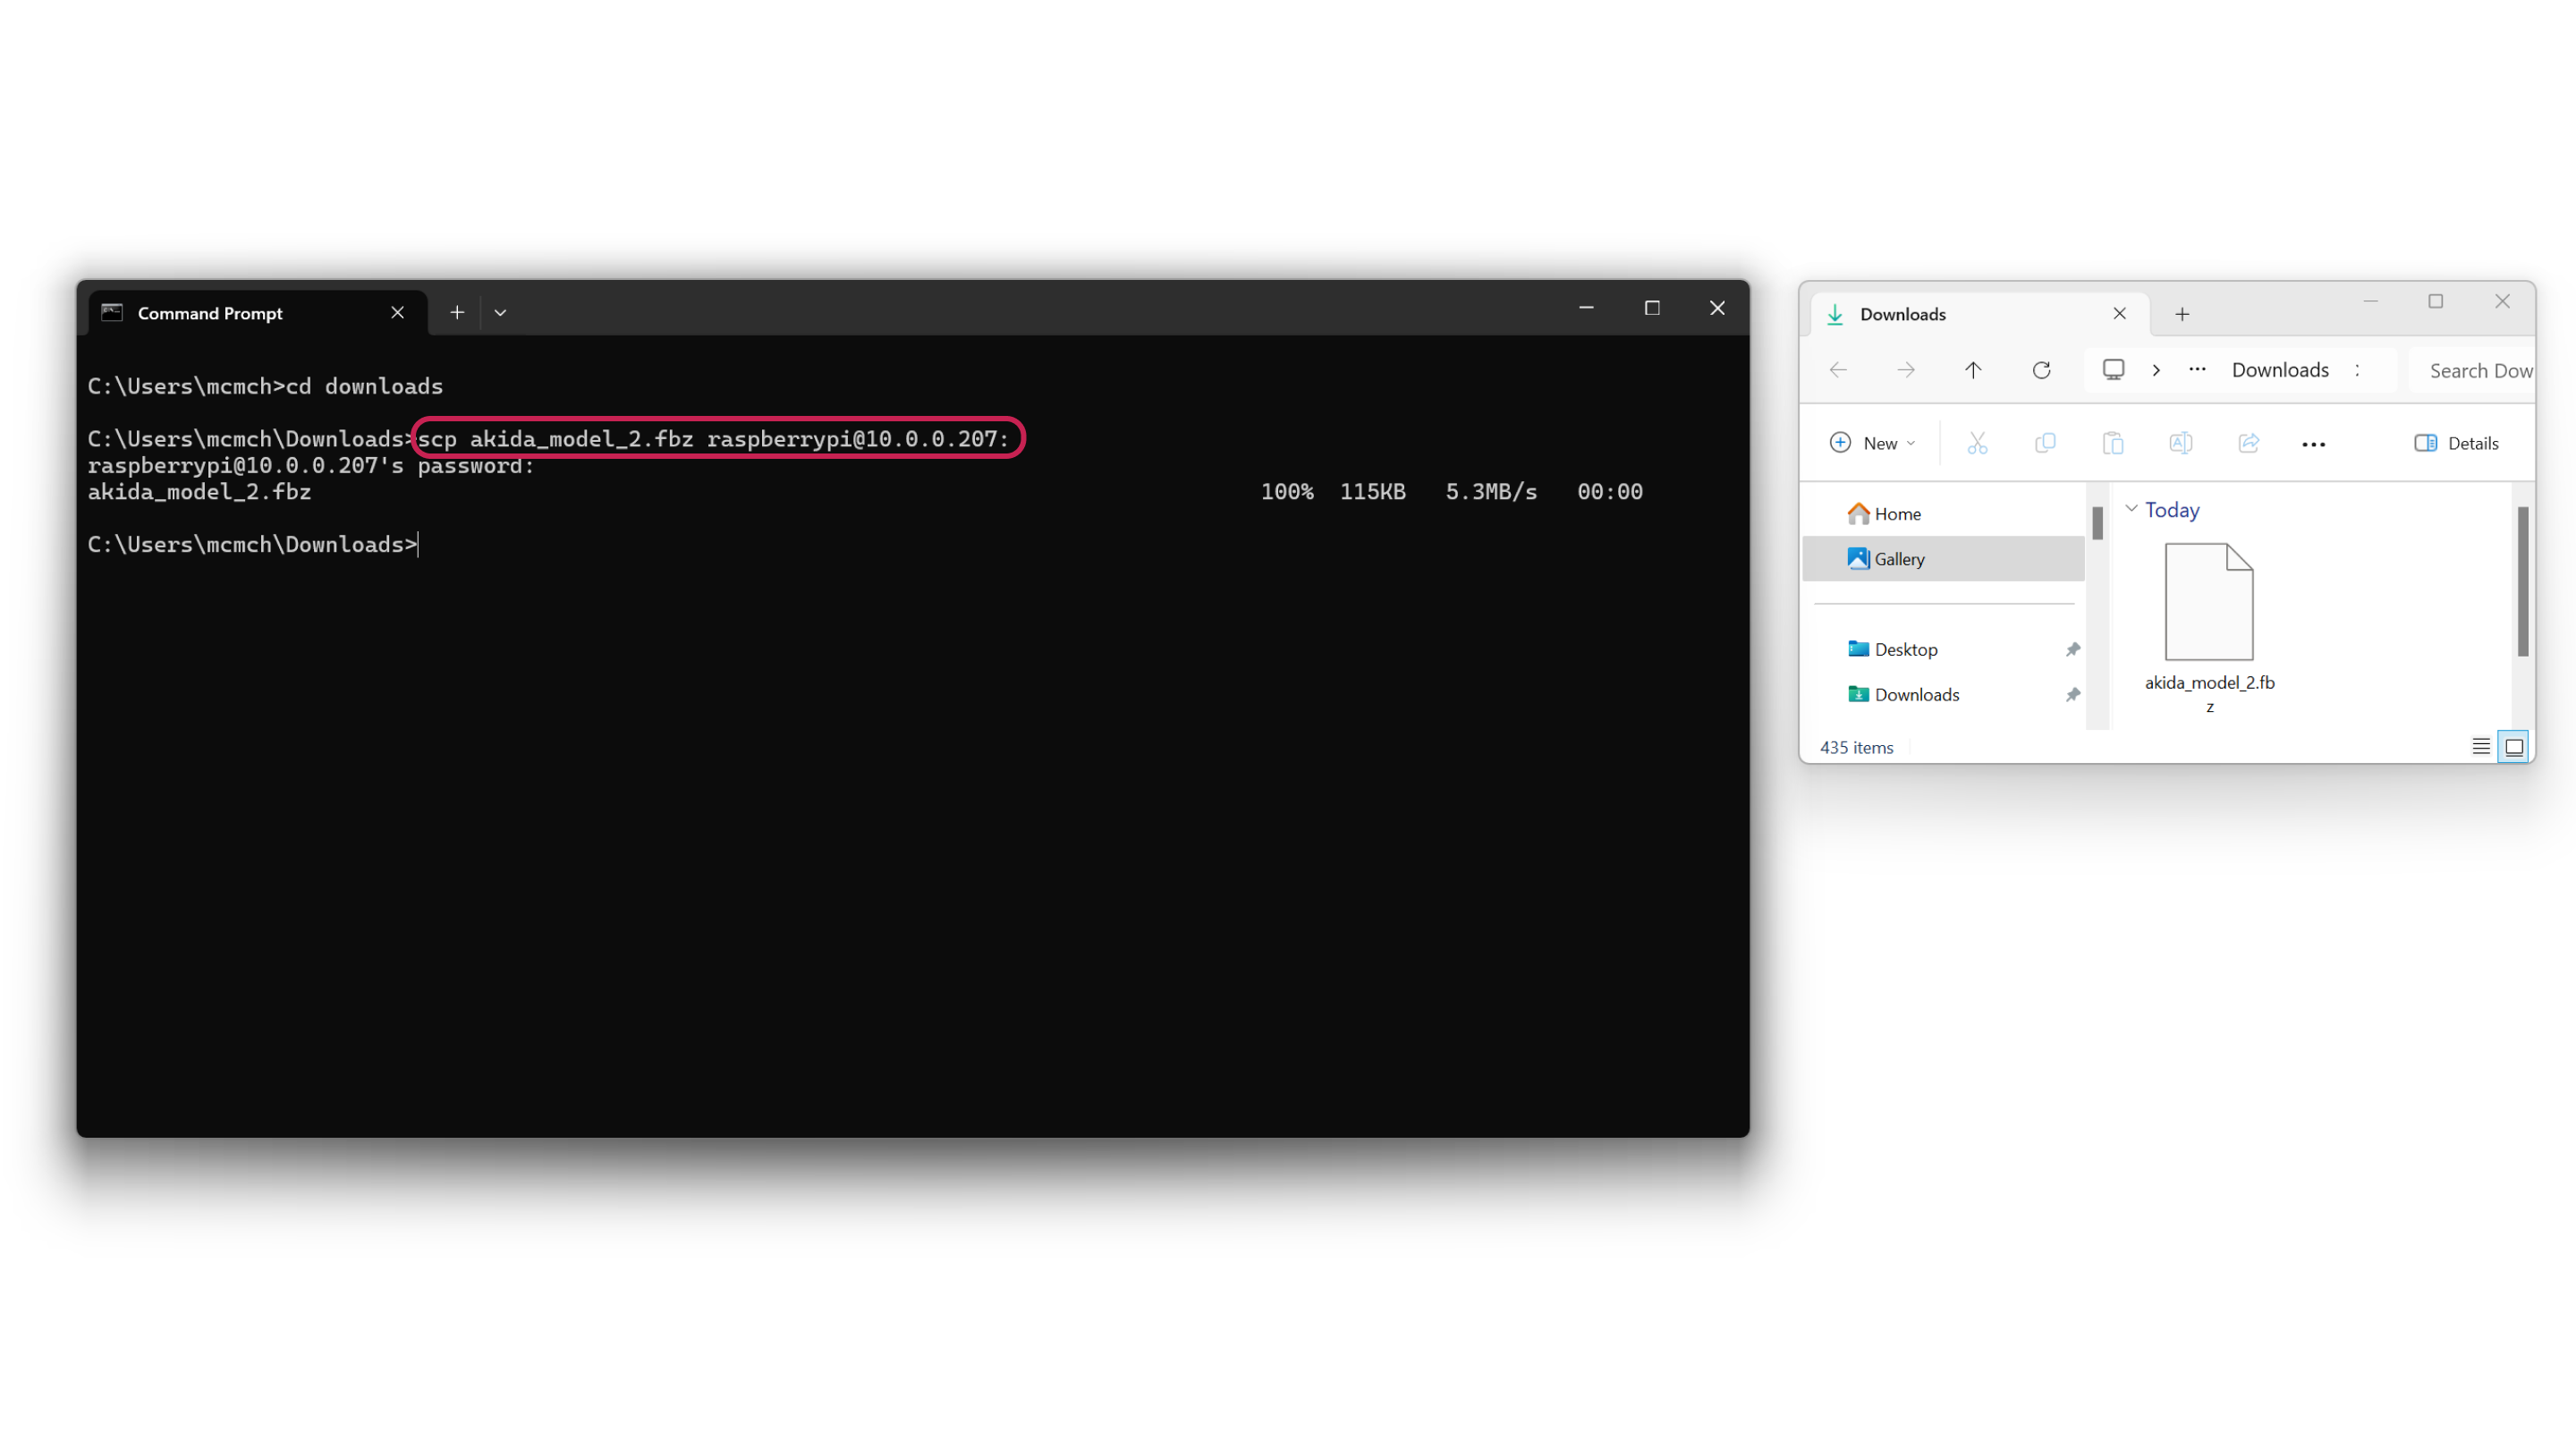 Command Prompt
C:\Users\mcmch>cd downloads
C:\Users\mcmch\Downloads>scp akida_model_2.fbz raspberrypi@10.0.0.207:
raspberrypi@10.0.0.207's password:
akida_model_2.fbz 100% 115KB 5.3MB/s 00:00
C:\Users\mcmch\Downloads>
Downloads
Downloads
Search Dow
New
Details
Home
Gallery
Desktop
Downloads
Today
akida_model_2.fb
z
435 items